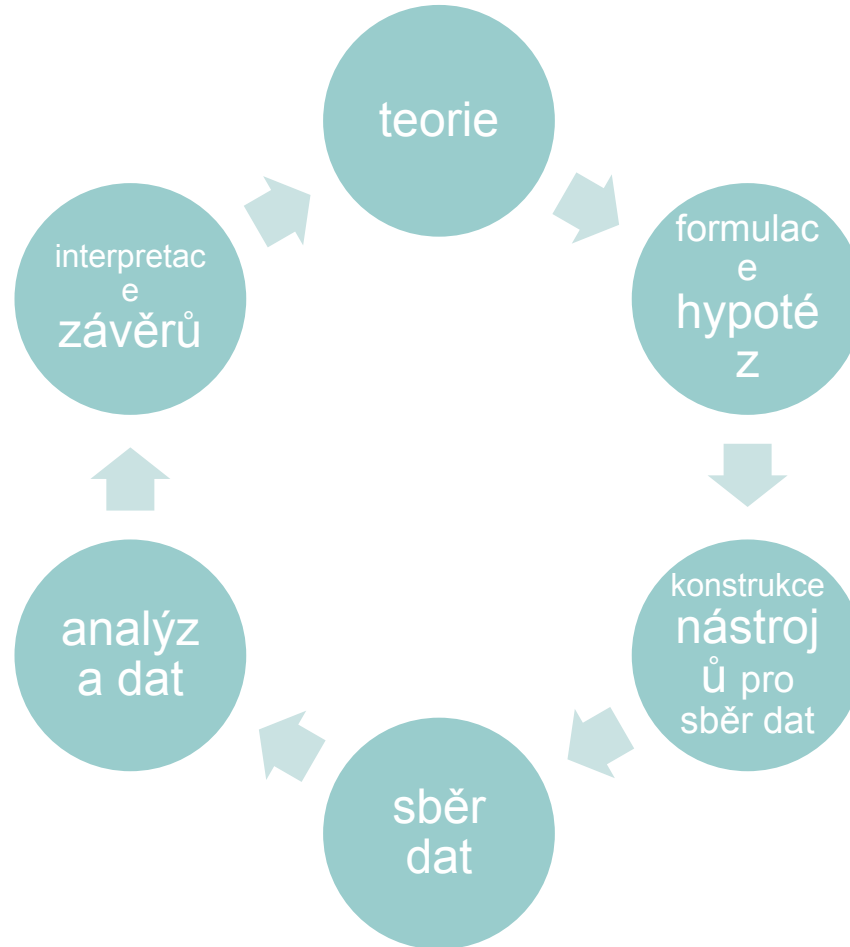 teorie
formulac
e
hypoté
z
konstrukce
nástroj
ů pro
sběr dat
sběr
dat
analýz
a dat
interpretac
e
závěrů